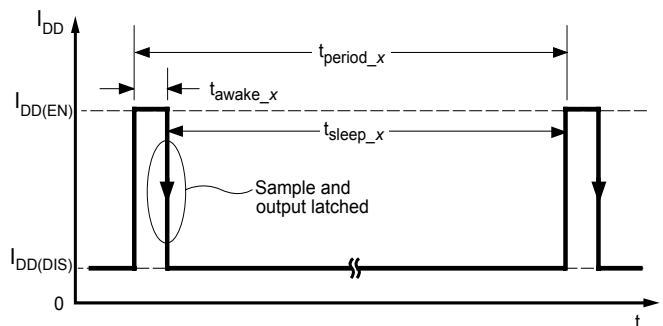 I_DD
t_period_x
t_awake_x
I_DD(EN)
t_sleep_x
Sample and
output latched
I_DD(DIS)
0
t